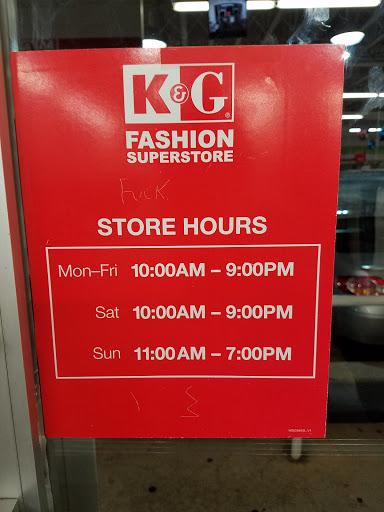 K&G®
FASHION
SUPERSTORE
Fuck
STORE HOURS
Mon–Fri 10:00AM – 9:00PM
Sat 10:00AM – 9:00PM
Sun 11:00AM – 7:00PM